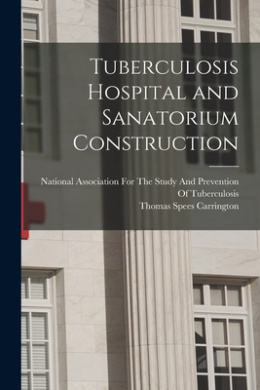 Tuberculosis
Hospital and
Sanatorium
Construction
National Association For The Study And Prevention
Of Tuberculosis
Thomas Spees Carrington